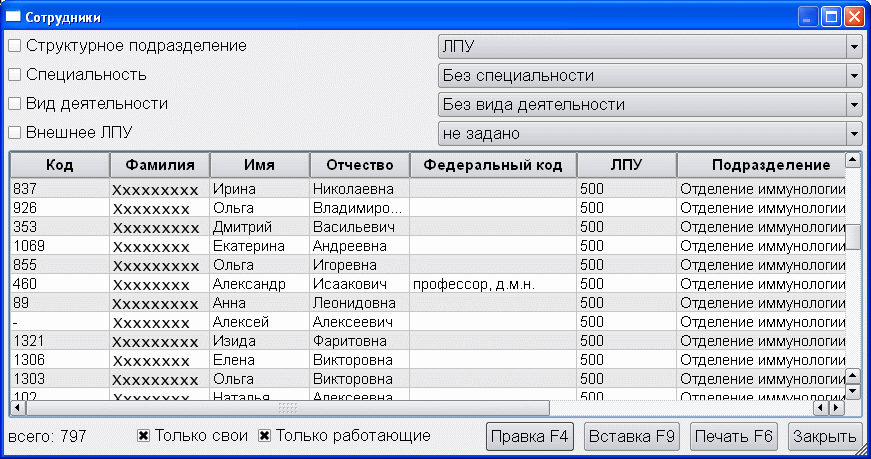 Сотрудники
Структурное подразделение ЛПУ
Специальность Без специальности
Вид деятельности Без вида деятельности
Внешнее ЛПУ не задано
Код Фамилия Имя Отчество Федеральный код ЛПУ Подразделение
837 Xxxxxxxxx Ирина Николаевна 500 Отделение иммунологии
926 Xxxxxxxx Ольга Владимиро... 500 Отделение иммунологии
353 Xxxxxxxxx Дмитрий Васильевич 500 Отделение иммунологии
1069 Xxxxxxxx Екатерина Андреевна 500 Отделение иммунологии
855 Xxxxxxxxx Ольга Игоревна 500 Отделение иммунологии
460 Xxxxxxxx Александр Исаакович профессор, д.м.н. 500 Отделение иммунологии
89 Xxxxxxxxx Анна Леонидовна 500 Отделение иммунологии
- Xxxxxxxx Алексей Алексеевич 500 Отделение иммунологии
1321 Xxxxxxxxx Изида Фаритовна 500 Отделение иммунологии
1306 Xxxxxxxx Елена Викторовна 500 Отделение иммунологии
1303 Xxxxxxxxx Ольга Викторовна 500 Отделение иммунологии
102 Xxxxxxxx Наталья Алексеевна 500 Отделение иммунологии
всего: 797 Только свои Только работающие Правка F4 Вставка F9 Печать F6 Закрыть